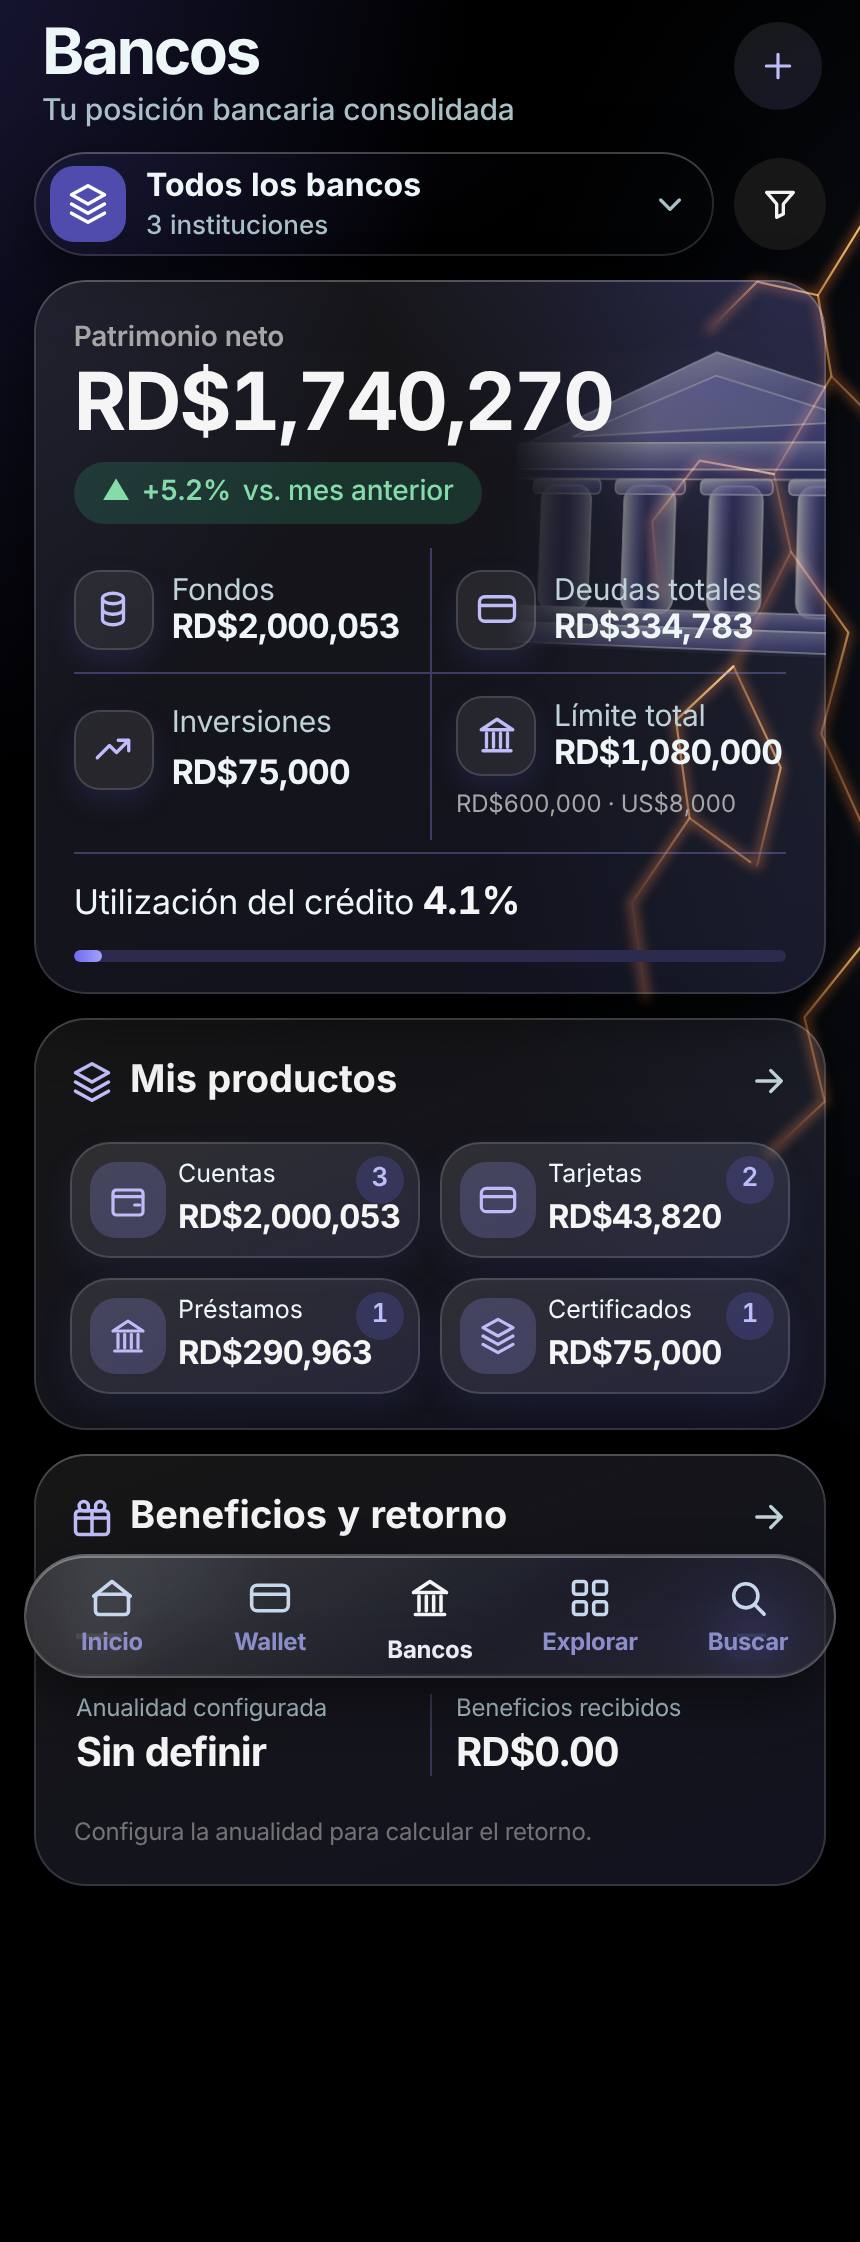 Bancos
Tu posición bancaria consolidada
Todos los bancos
3 instituciones
Patrimonio neto
RD$1,740,270
▲ +5.2% vs. mes anterior
Fondos
RD$2,000,053
Deudas totales
RD$334,783
Inversiones
RD$75,000
Límite total
RD$1,080,000
RD$600,000 · US$8,000
Utilización del crédito 4.1%
Mis productos
Cuentas
3
RD$2,000,053
Tarjetas
2
RD$43,820
Préstamos
1
RD$290,963
Certificados
1
RD$75,000
Beneficios y retorno
Inicio
Wallet
Bancos
Explorar
Buscar
Anualidad configurada
Sin definir
Beneficios recibidos
RD$0.00
Configura la anualidad para calcular el retorno.